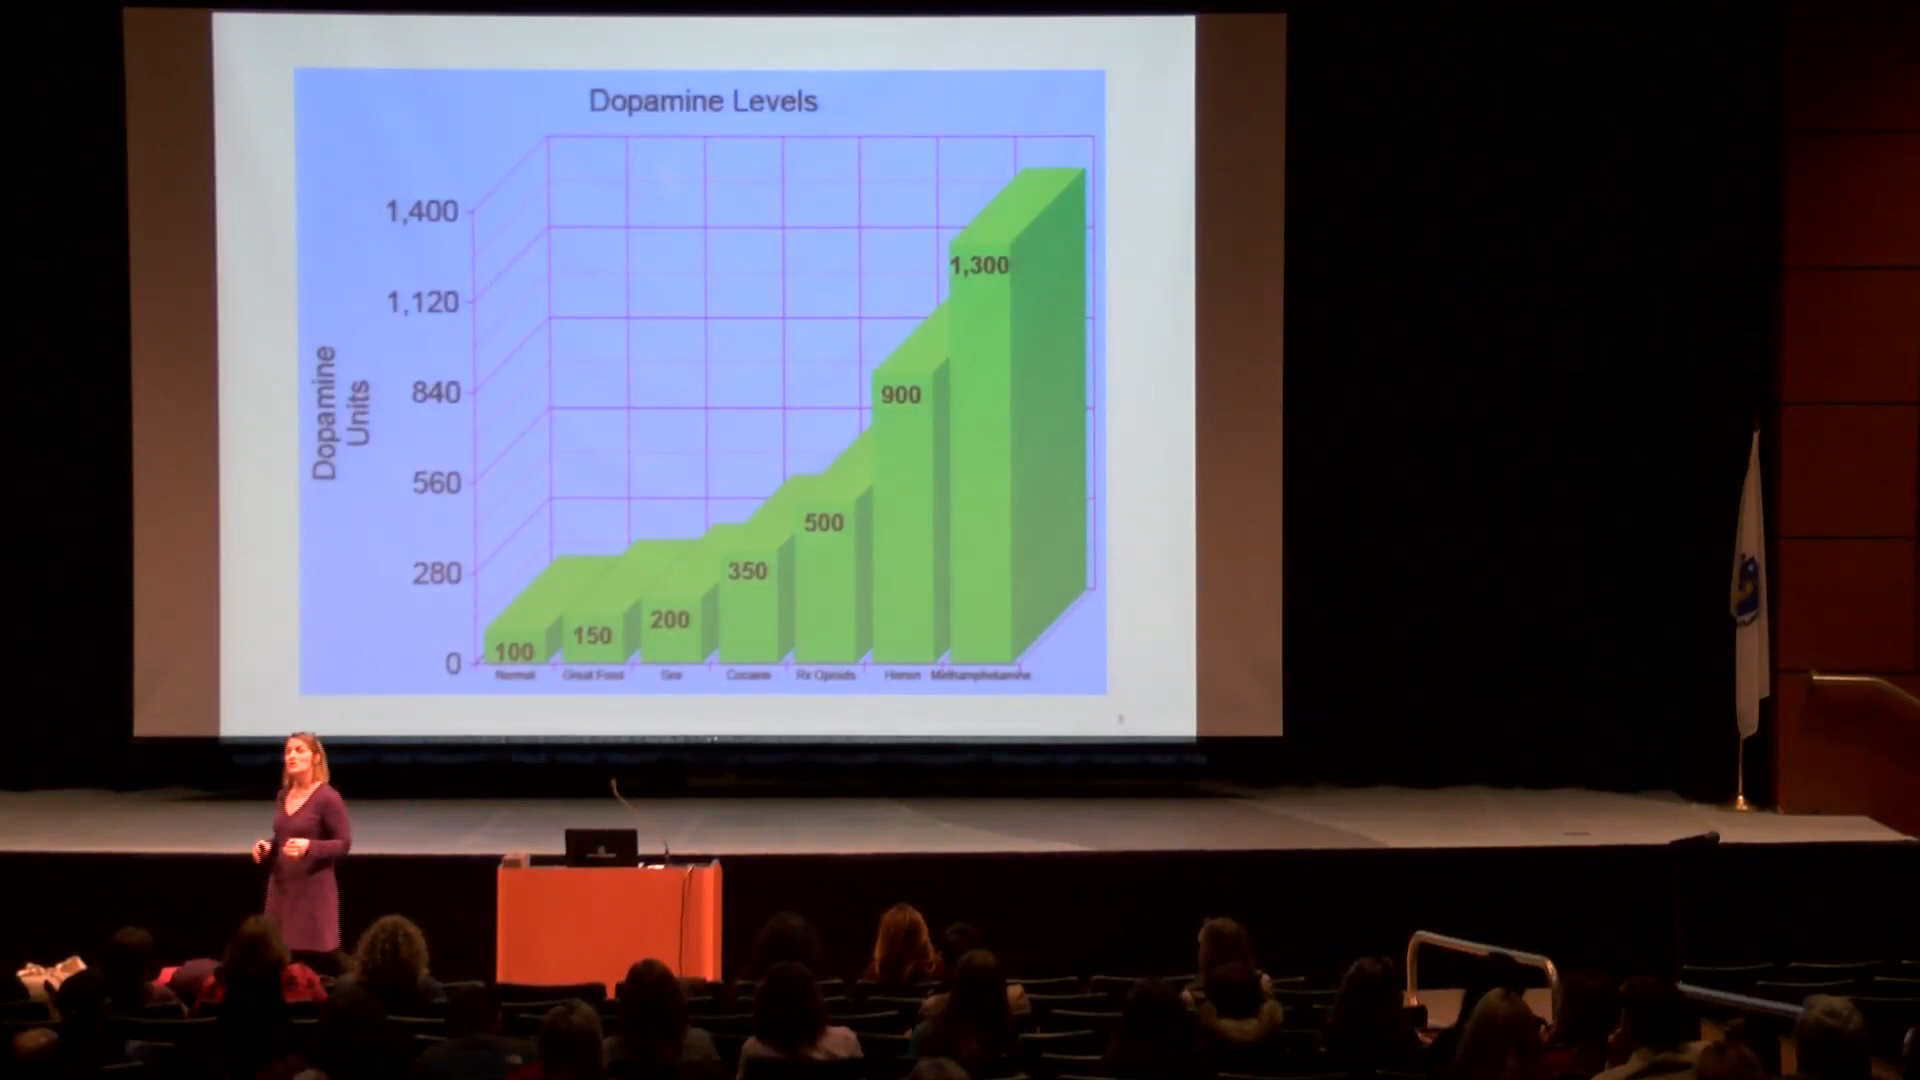 Dopamine Levels
1,400
1,120
840
560
280
0
Dopamine
Units
100
150
200
350
500
900
1,300
Normal
Great Food
Sex
Cocaine
Rx Opioids
Heroin
Methamphetamine